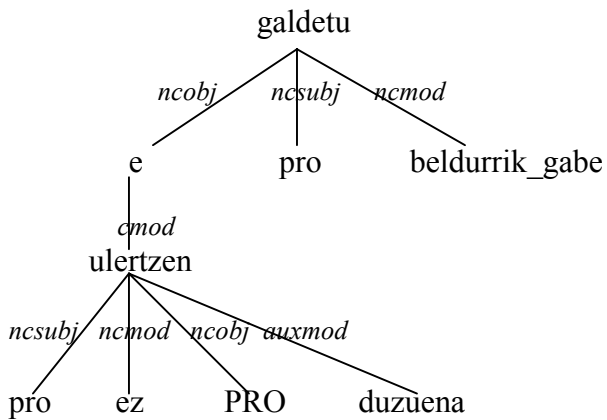 galdetu
ncobj ncsubj ncmod
e pro beldurrik_gabe
cmod
ulertzen
ncsubj ncmod ncobj auxmod
pro ez PRO duzuena